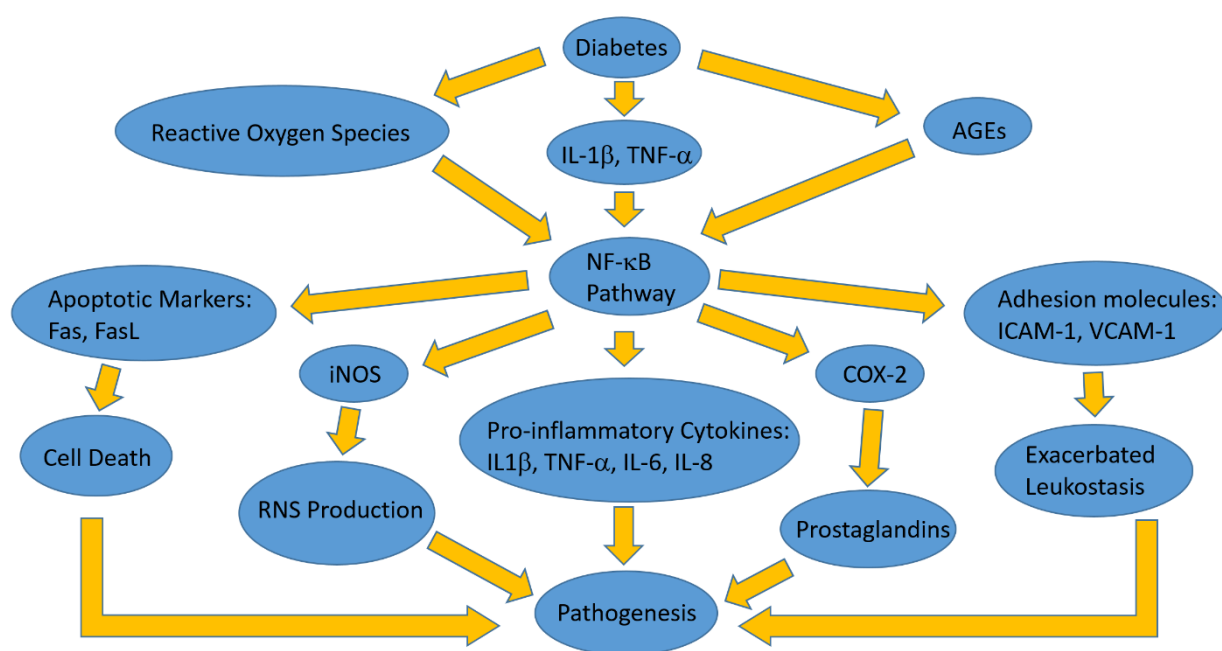 Diabetes
Reactive Oxygen Species
IL-1β, TNF-α
AGEs
NF-κB
Pathway
Apoptotic Markers:
Fas, FasL
Adhesion molecules:
ICAM-1, VCAM-1
iNOS
COX-2
Pro-inflammatory Cytokines:
IL1β, TNF-α, IL-6, IL-8
Cell Death
Exacerbated
Leukostasis
RNS Production
Prostaglandins
Pathogenesis